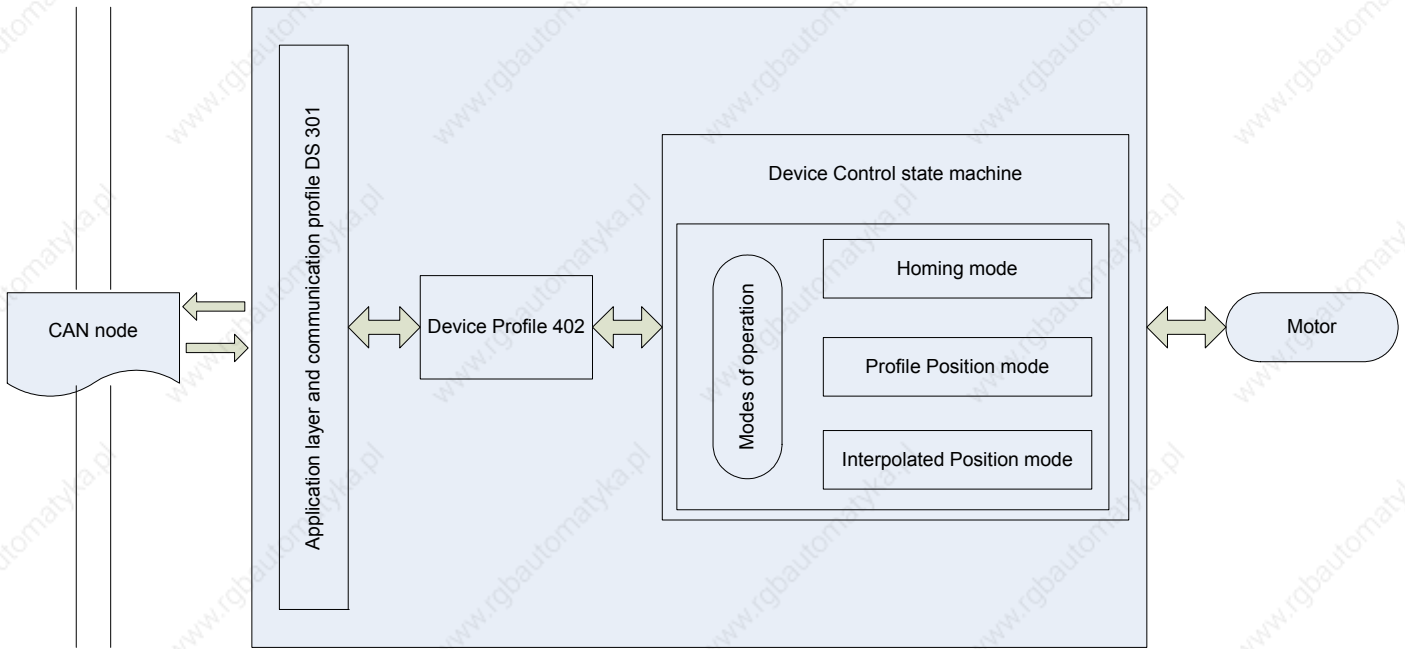 CAN node
Application layer and communication profile DS 301
Device Profile 402
Device Control state machine
Modes of operation
Homing mode
Profile Position mode
Interpolated Position mode
Motor
www.rgbautomatyka.pl